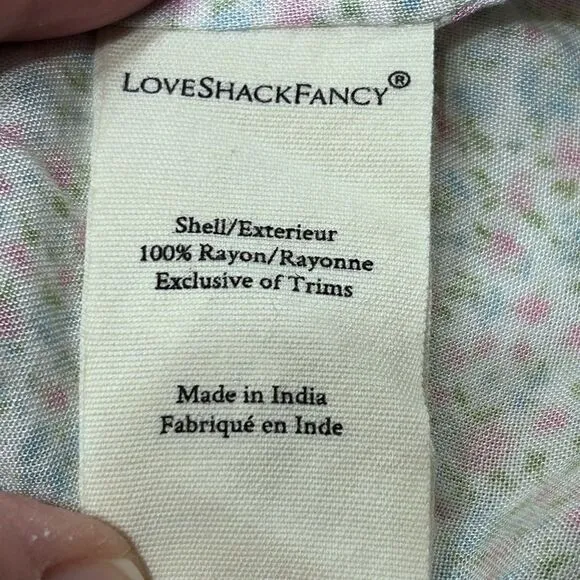 LoveShackFancy®
Shell/Exterieur
100% Rayon/Rayonne
Exclusive of Trims
Made in India
Fabriqué en Inde